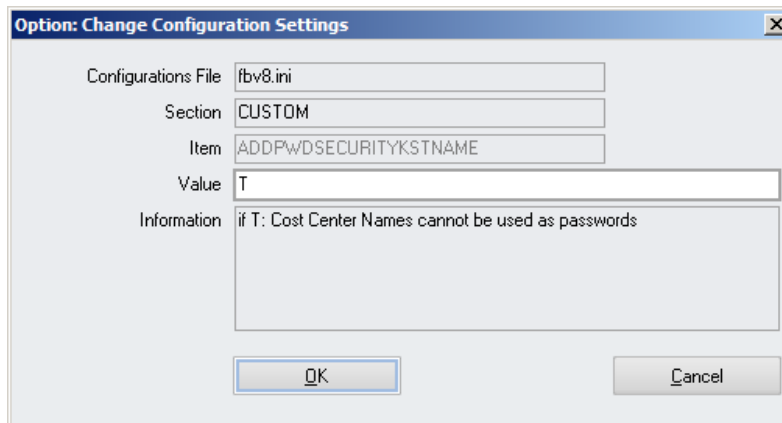 Option: Change Configuration Settings
Configurations File fbv8.ini
Section CUSTOM
Item ADDPWDSECURITYKSTNAME
Value T
Information if T: Cost Center Names cannot be used as passwords
OK Cancel